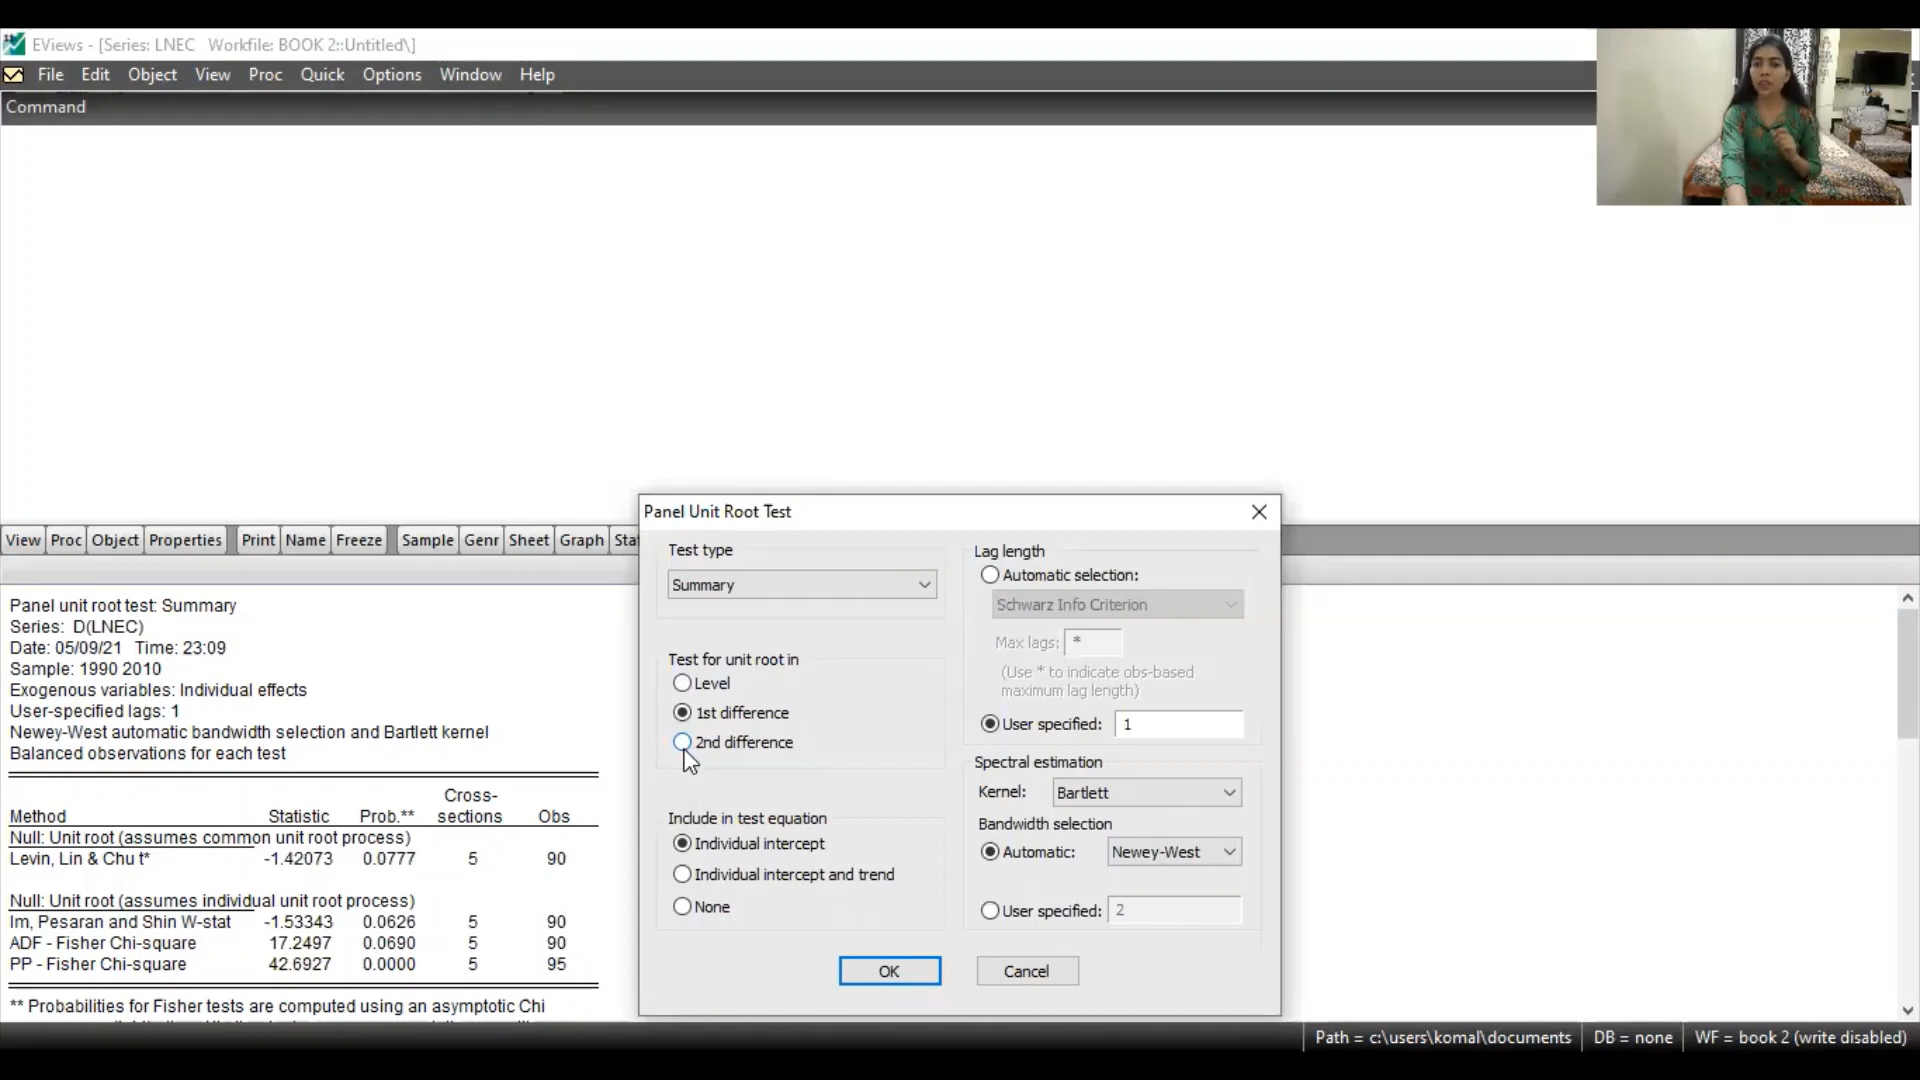 EViews - [Series: LNEC   Workfile: BOOK 2::Untitled\]
File Edit Object View Proc Quick Options Window Help
Command
View Proc Object Properties Print Name Freeze Sample Genr Sheet Graph Sta
Panel unit root test: Summary
Series: D(LNEC)
Date: 05/09/21 Time: 23:09
Sample: 1990 2010
Exogenous variables: Individual effects
User-specified lags: 1
Newey-West automatic bandwidth selection and Bartlett kernel
Balanced observations for each test
Cross-
Method Statistic Prob.** sections Obs
Null: Unit root (assumes common unit root process)
Levin, Lin & Chu t* -1.42073 0.0777 5 90
Null: Unit root (assumes individual unit root process)
Im, Pesaran and Shin W-stat -1.53343 0.0626 5 90
ADF - Fisher Chi-square 17.2497 0.0690 5 90
PP - Fisher Chi-square 42.6927 0.0000 5 95
** Probabilities for Fisher tests are computed using an asymptotic Chi
Panel Unit Root Test
Test type
Summary
Test for unit root in
Level
1st difference
2nd difference
Include in test equation
Individual intercept
Individual intercept and trend
None
Lag length
Automatic selection:
Schwarz Info Criterion
Max lags: *
(Use * to indicate obs-based
maximum lag length)
User specified: 1
Spectral estimation
Kernel: Bartlett
Bandwidth selection
Automatic: Newey-West
User specified: 2
OK Cancel
Path = c:\users\komal\documents DB = none WF = book 2 (write disabled)